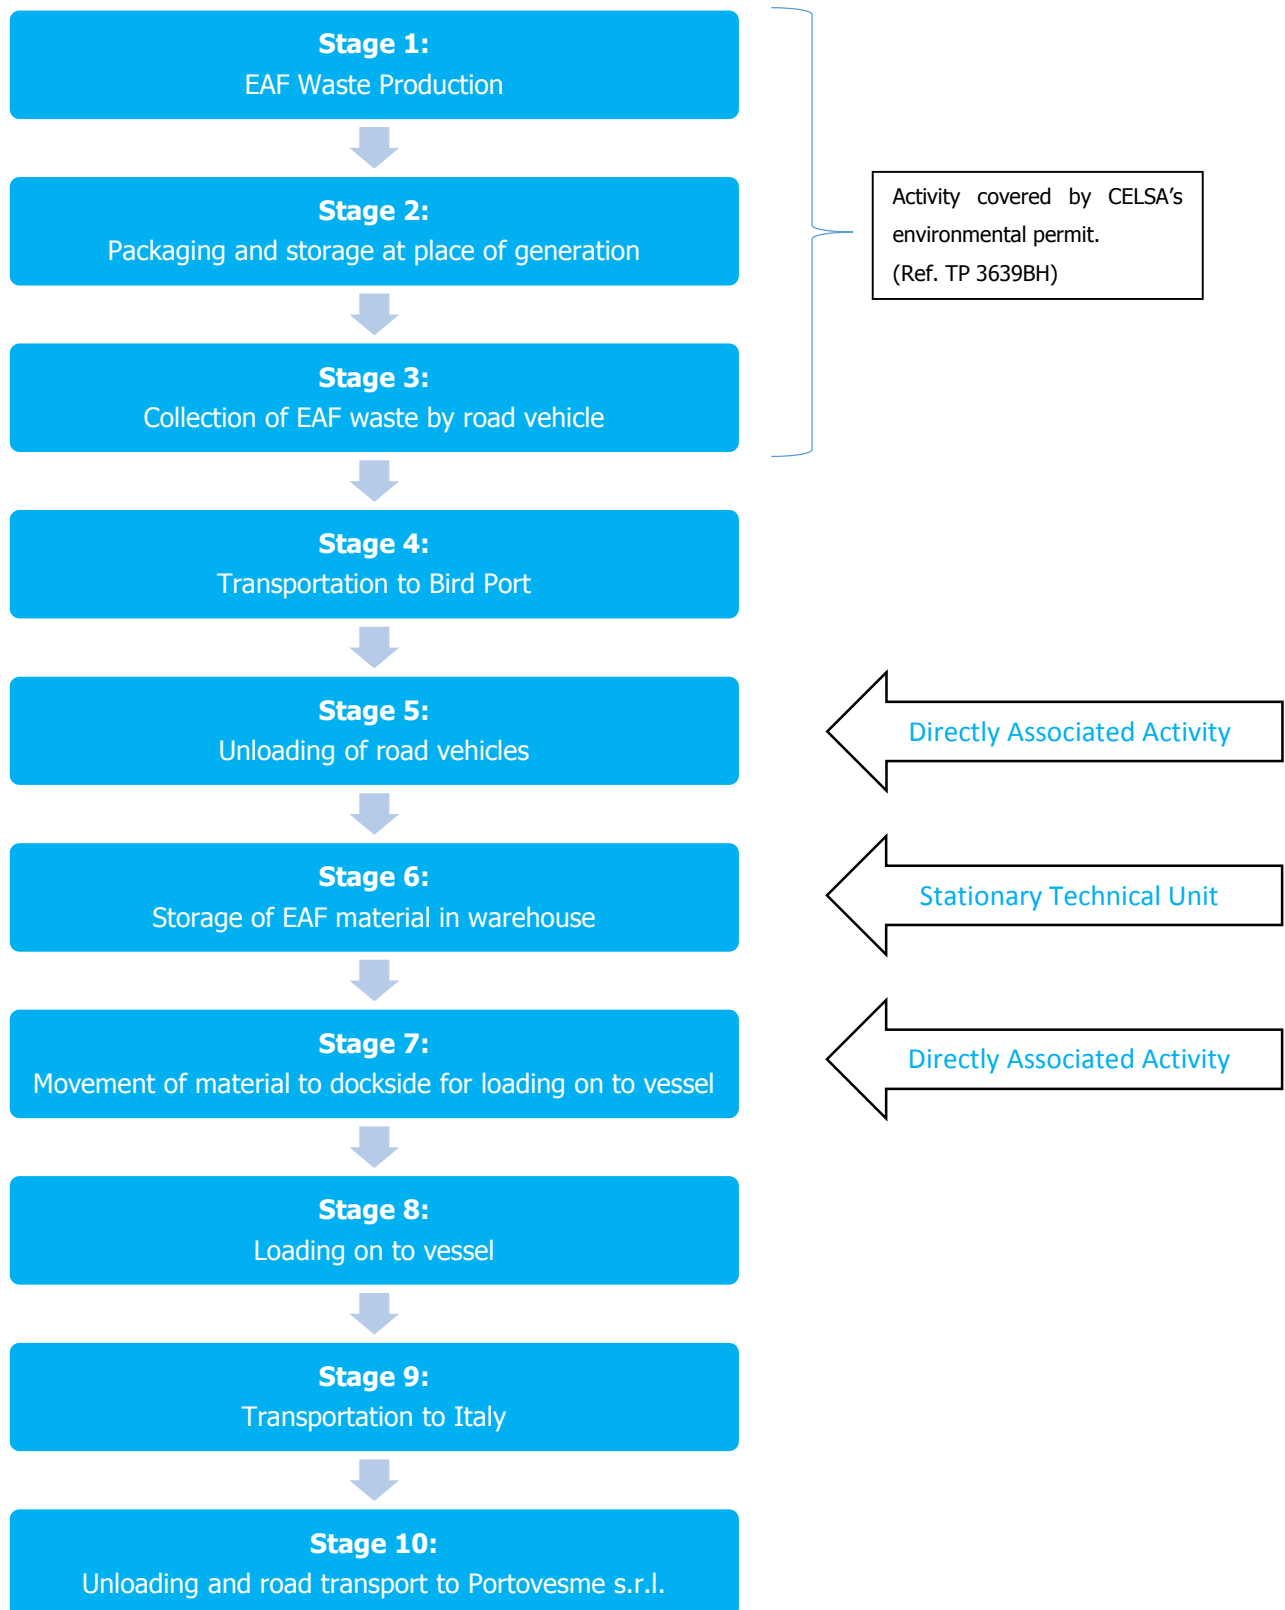 Stage 1:
EAF Waste Production
Stage 2:
Packaging and storage at place of generation
Activity covered by CELSA's
environmental permit.
(Ref. TP 3639BH)
Stage 3:
Collection of EAF waste by road vehicle
Stage 4:
Transportation to Bird Port
Stage 5:
Unloading of road vehicles
Directly Associated Activity
Stage 6:
Storage of EAF material in warehouse
Stationary Technical Unit
Stage 7:
Movement of material to dockside for loading on to vessel
Directly Associated Activity
Stage 8:
Loading on to vessel
Stage 9:
Transportation to Italy
Stage 10:
Unloading and road transport to Portovesme s.r.l.